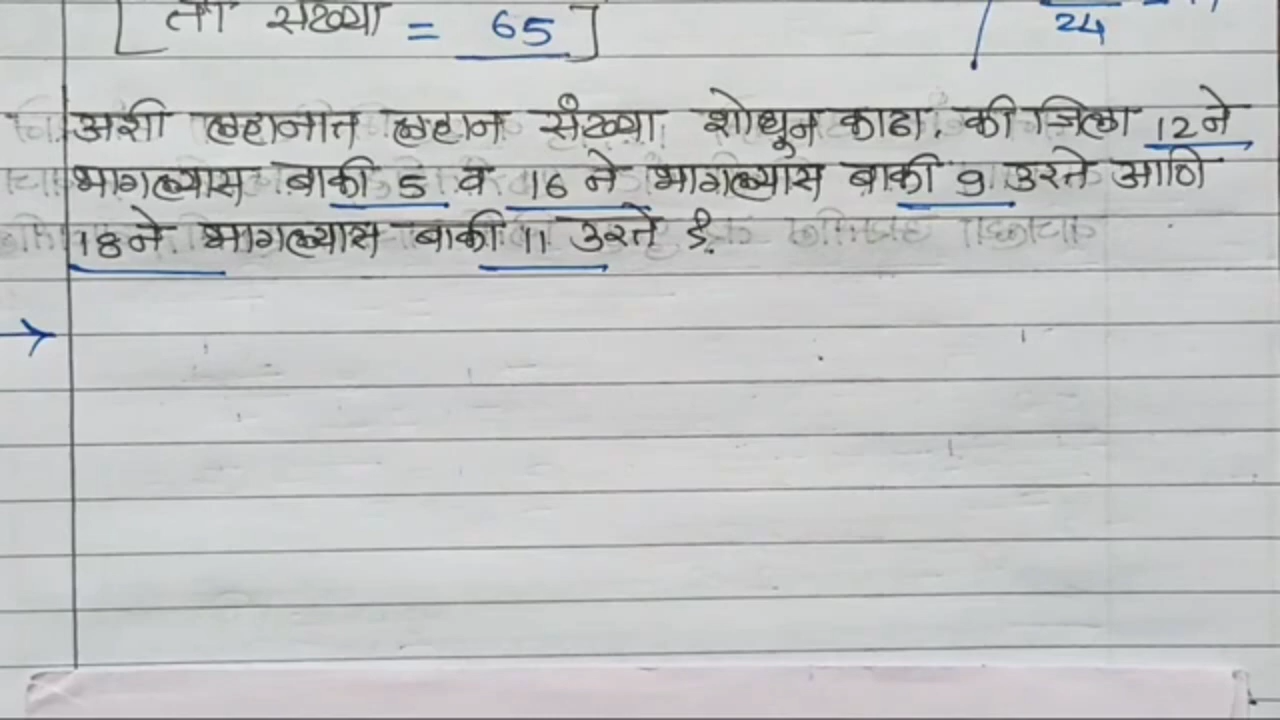 [ ती संख्या = 65 ]
24
अशी लहानात लहान संख्या शोधून काढा. की जिला 12 ने
भागल्यास बाकी 5 व 16 ने भागल्यास बाकी 9 उरते आणि
18 ने भागल्यास बाकी 11 उरते ई.
→